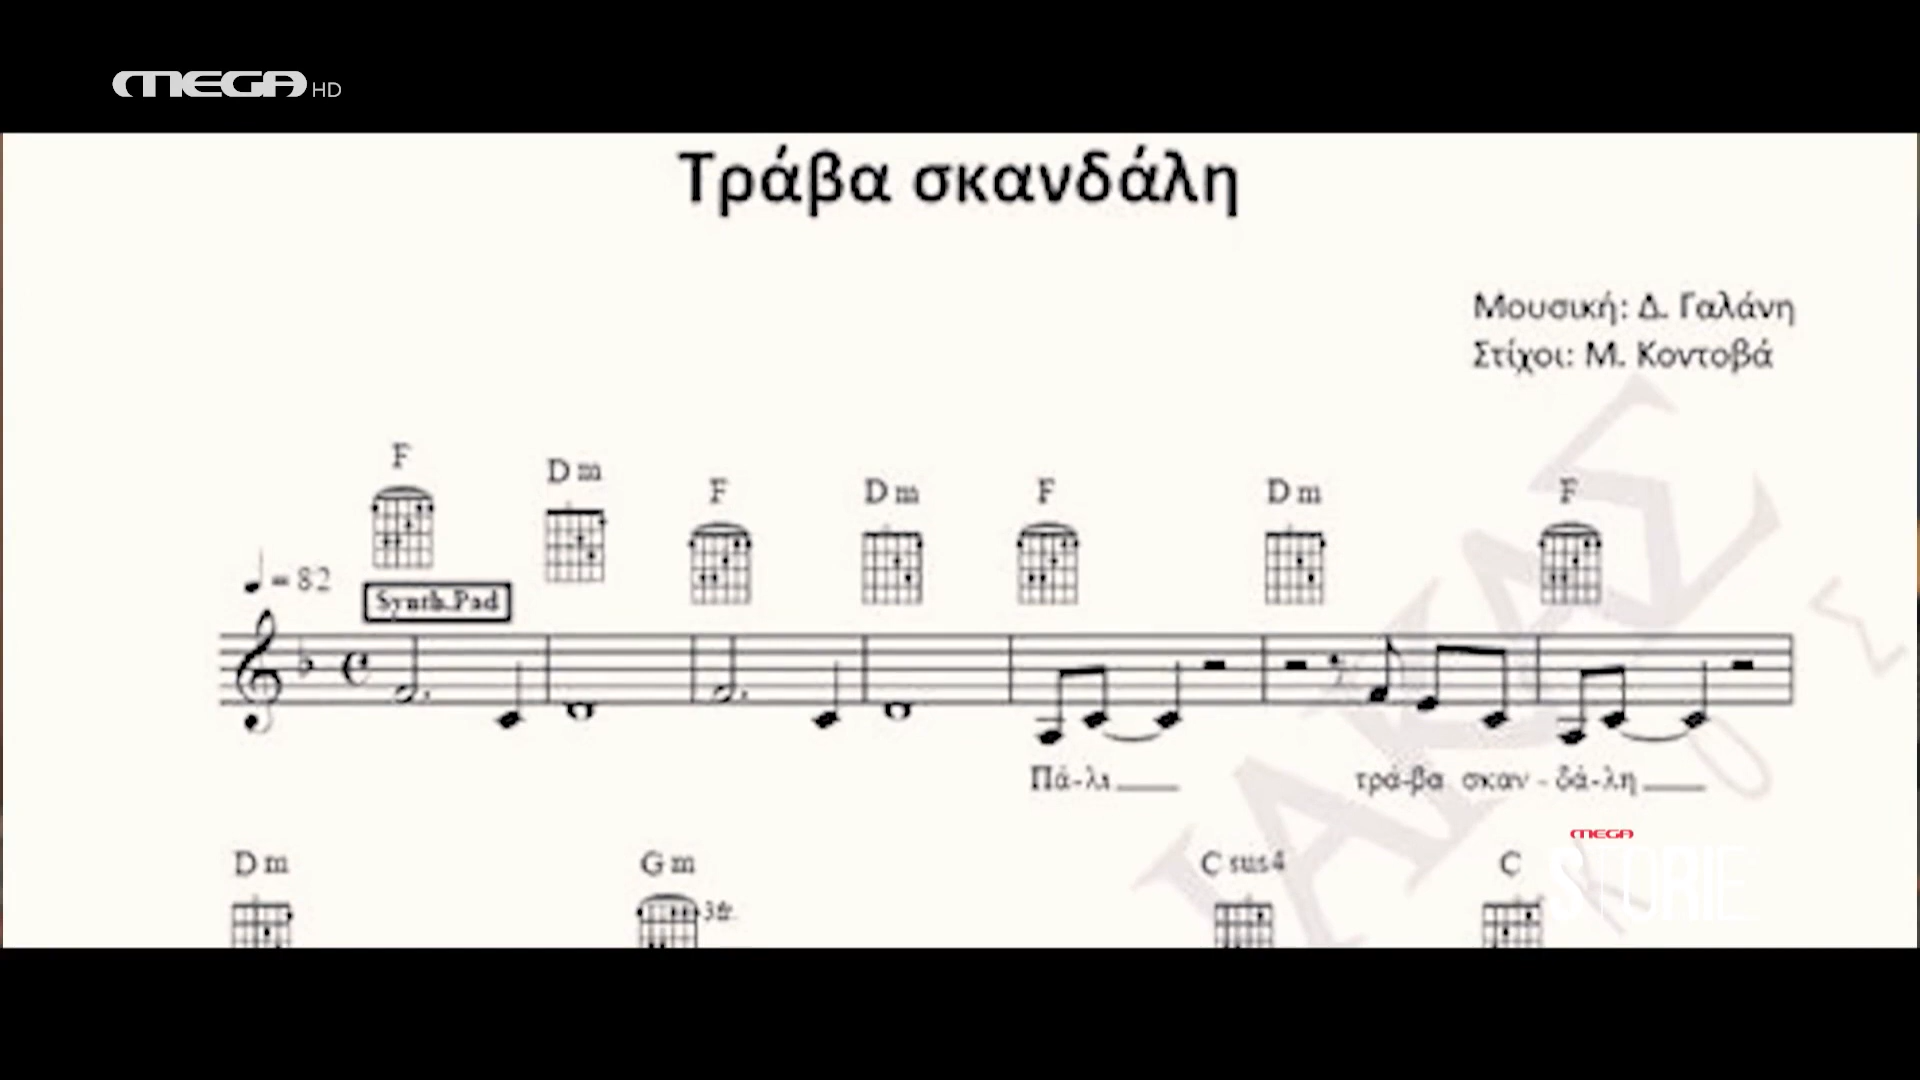 MEGA HD
Τράβα σκανδάλη
Μουσική: Δ. Γαλάνη
Στίχοι: Μ. Κοντοβά
F Dm F Dm F Dm F
= 82
Synth.Pad
Πά-λι τρά-βα σκαν - δά-λη
MEGA
STORIE
Dm Gm C sus4 C
3fr.